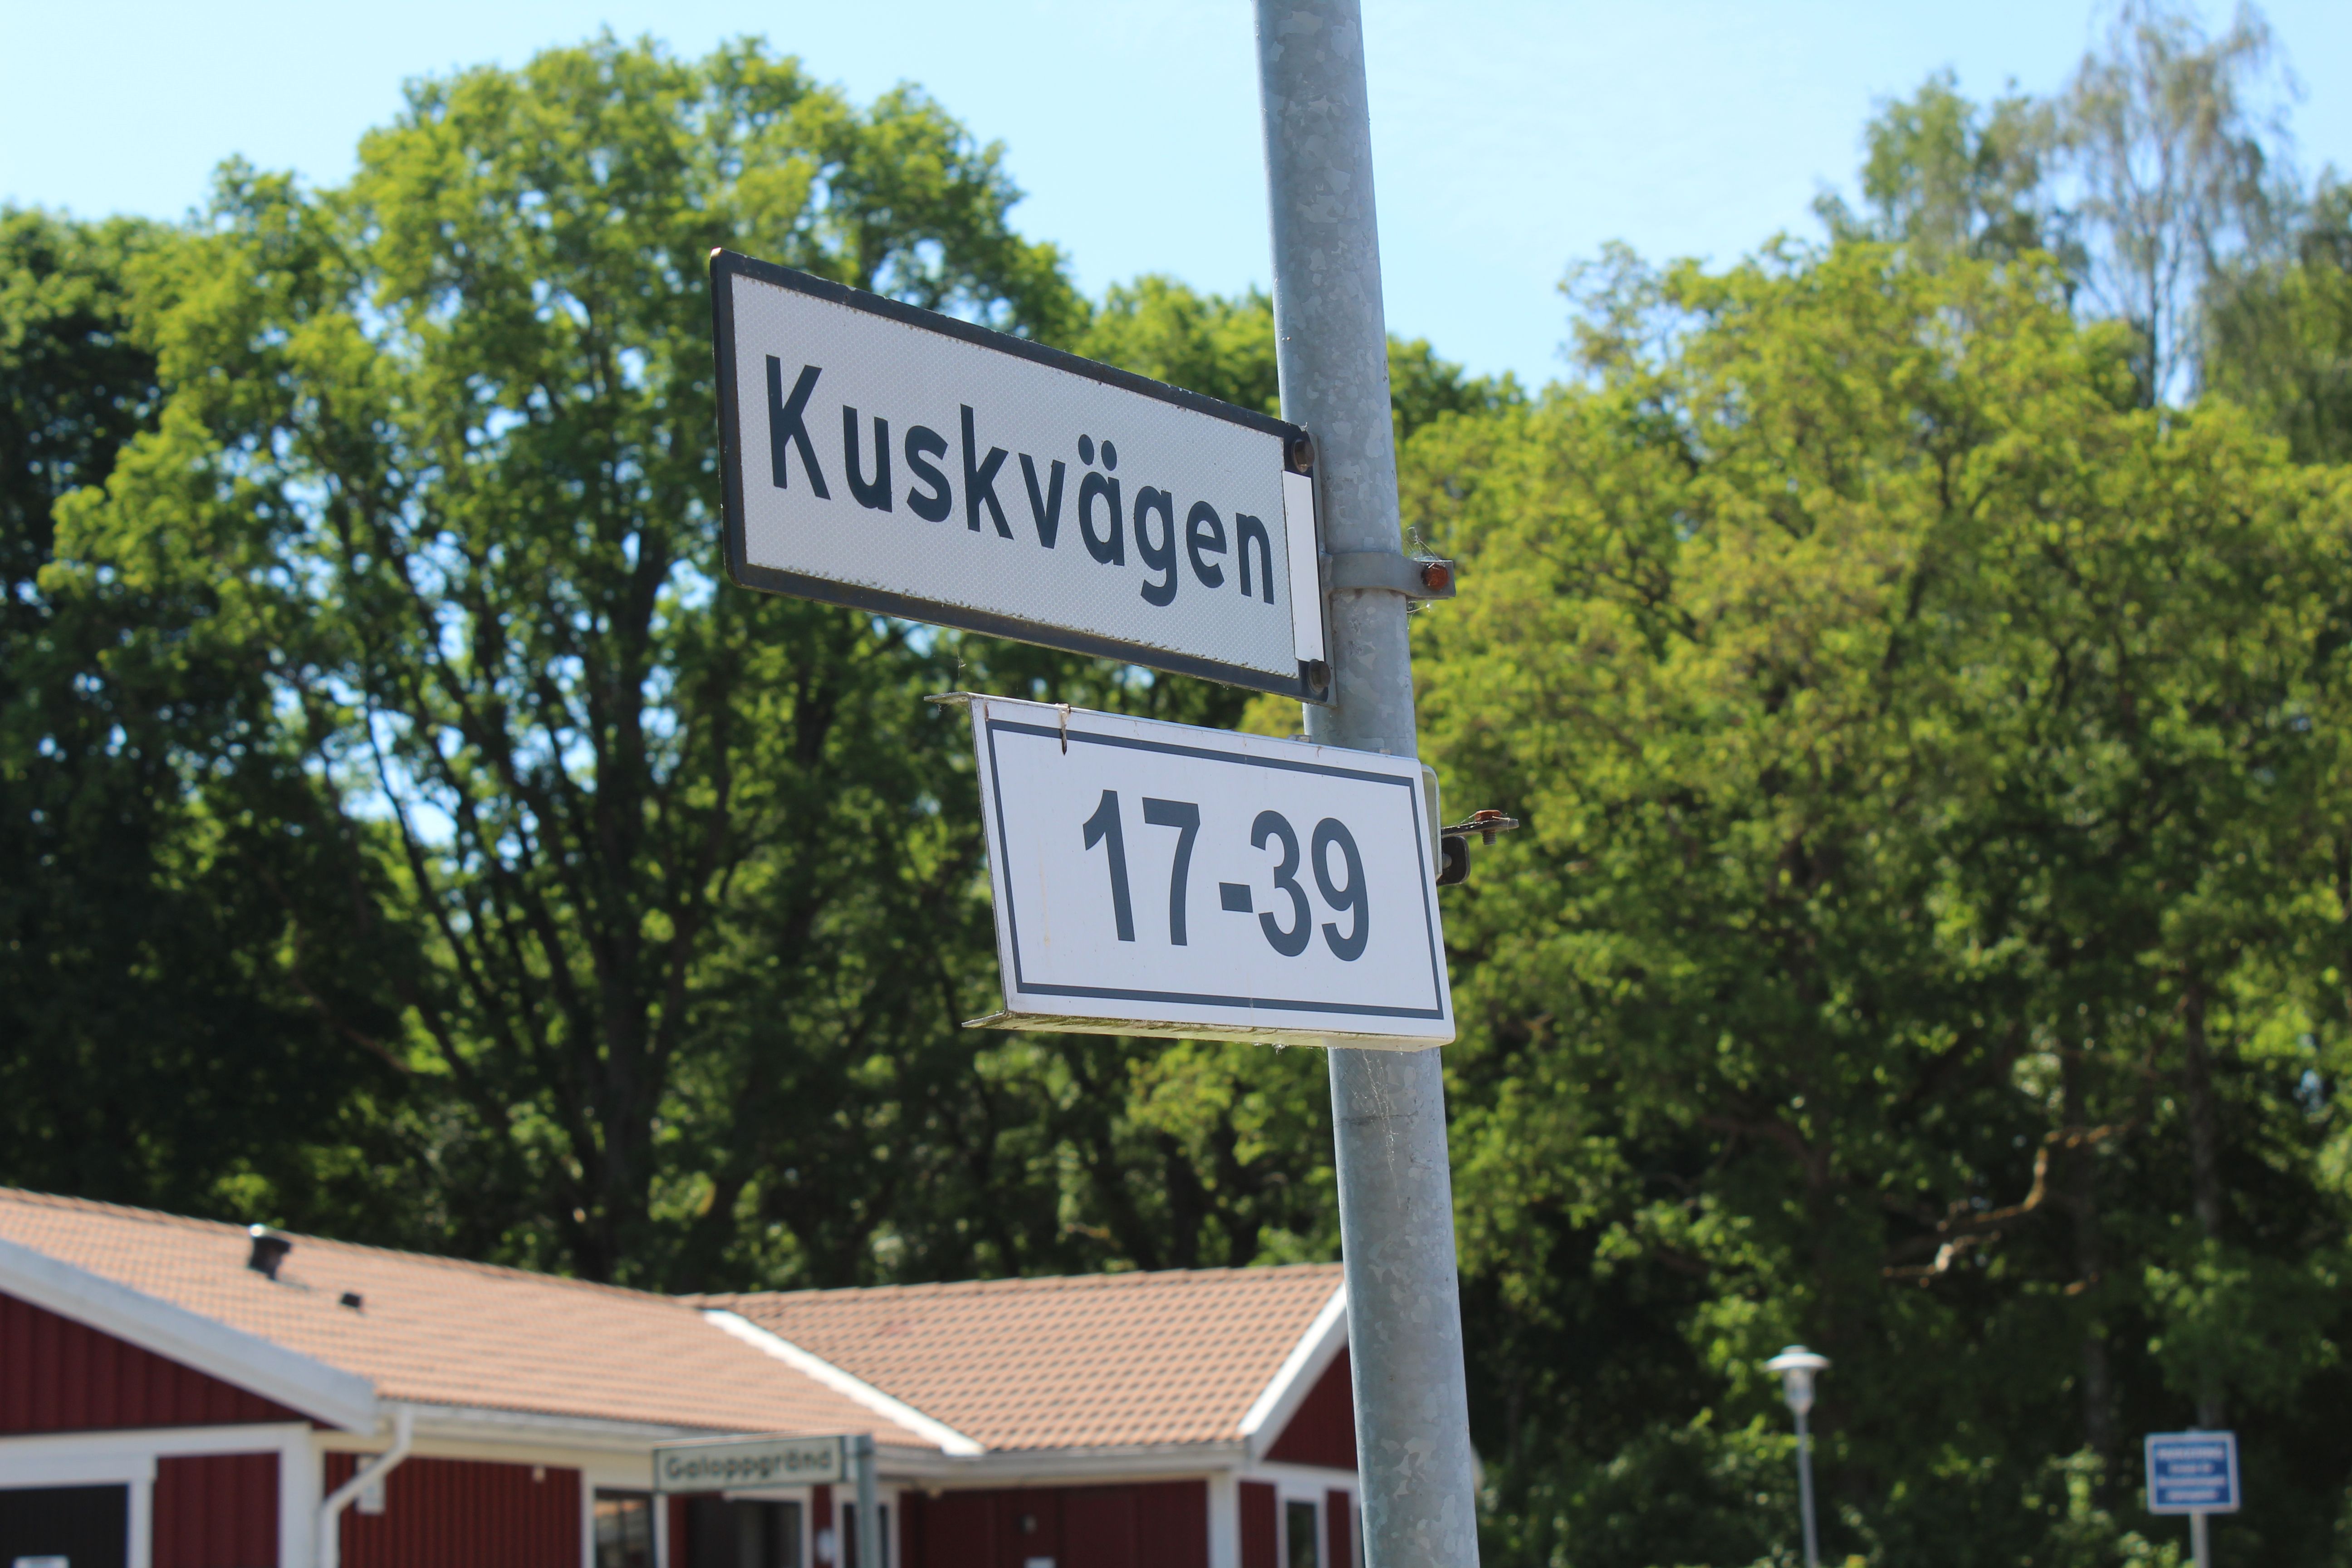 Kuskvägen
17-39
Galoppgränd